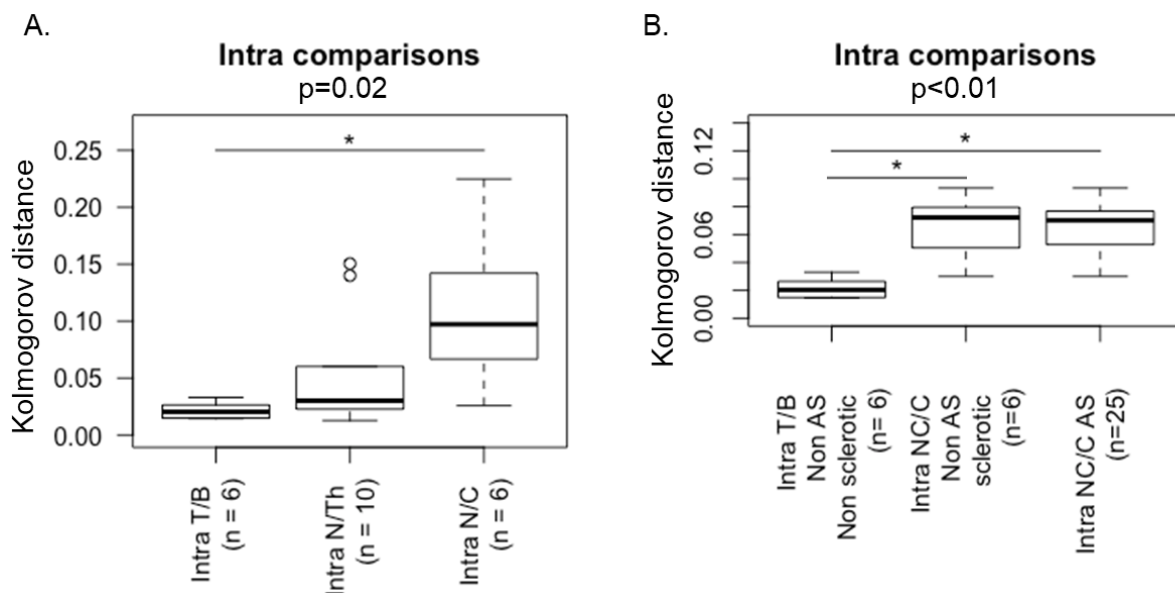 A.
Intra comparisons
p=0.02
Kolmogorov distance
0.25
0.20
0.15
0.10
0.05
0.00
*
Intra T/B
(n = 6)
Intra N/Th
(n = 10)
Intra N/C
(n = 6)
B.
Intra comparisons
p<0.01
Kolmogorov distance
0.12
0.06
0.00
*
*
Intra T/B
Non AS
Non sclerotic
(n= 6)
Intra NC/C
Non AS
sclerotic
(n=6)
Intra NC/C AS
(n=25)